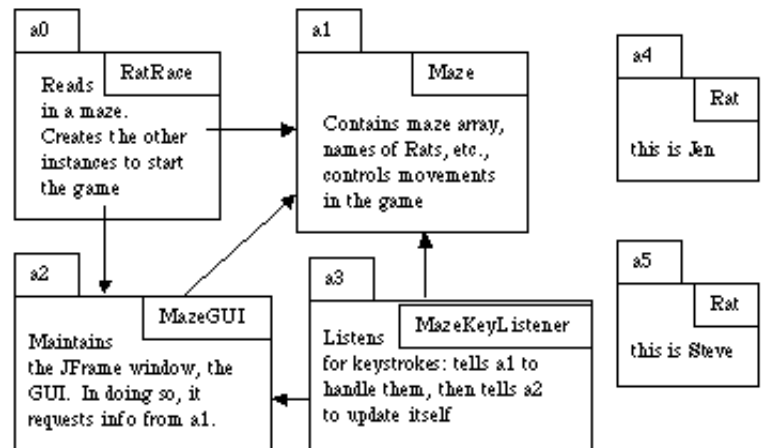 a0
RatRace
Reads
in a maze.
Creates the other
instances to start
the game
a1
Maze
Contains maze array,
names of Rats, etc.,
controls movements
in the game
a4
Rat
this is Jen
a2
MazeGUI
Maintains
the JFrame window, the
GUI. In doing so, it
requests info from a1.
a3
MazeKeyListener
Listens
for keystrokes: tells a1 to
handle them, then tells a2
to update itself
a5
Rat
this is Steve